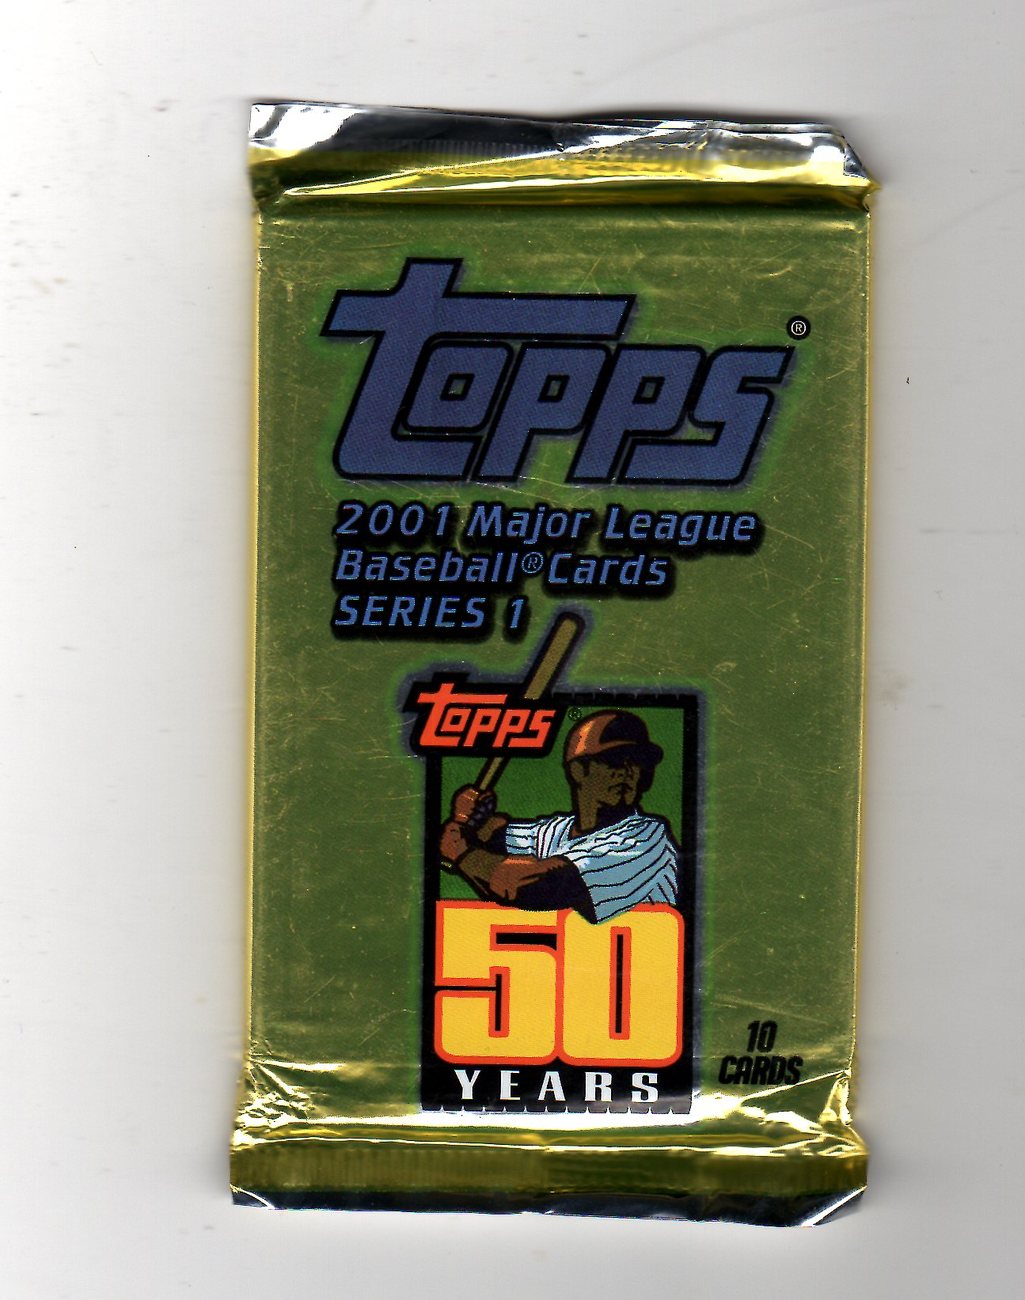 topps ®
2001 Major League
Baseball® Cards
SERIES 1
topps ®
50
YEARS
10
CARDS